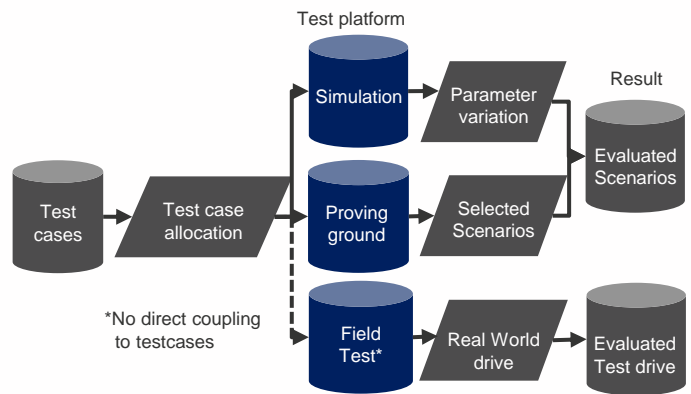 Test platform
Simulation
Parameter
variation
Result
Evaluated
Scenarios
Test
cases
Test case
allocation
Proving
ground
Selected
Scenarios
*No direct coupling
to testcases
Field
Test*
Real World
drive
Evaluated
Test drive